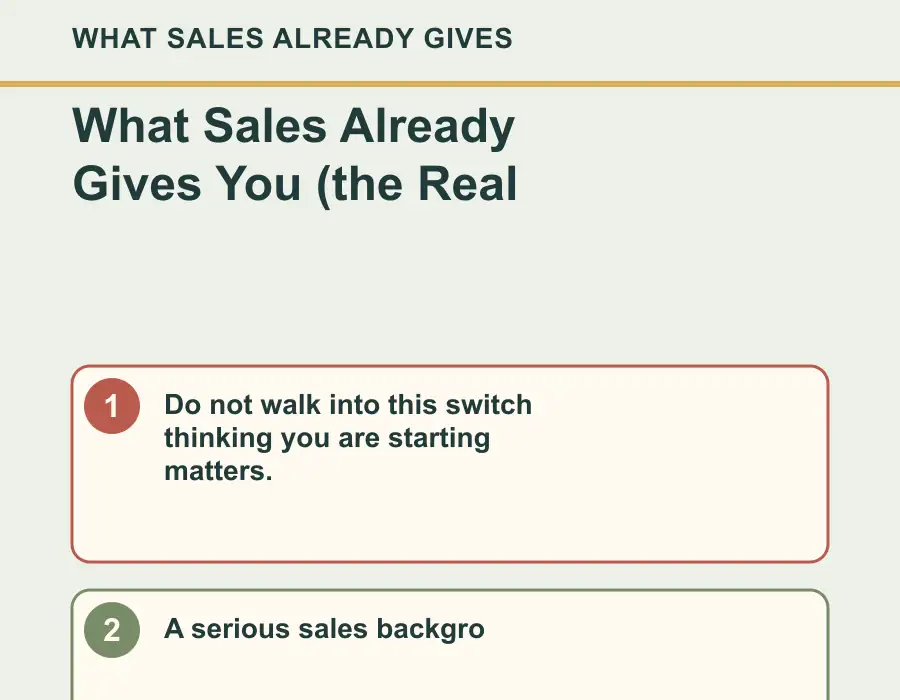 WHAT SALES ALREADY GIVES
What Sales Already
Gives You (the Real
1
Do not walk into this switch
thinking you are starting
matters.
2
A serious sales backgro